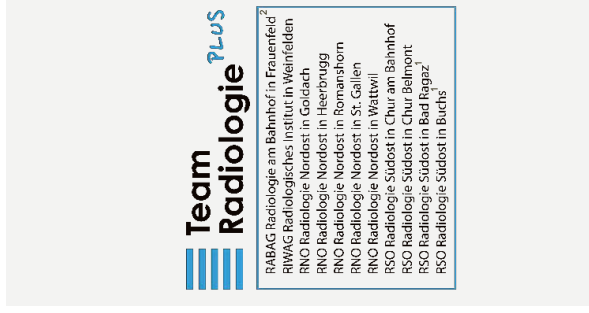 Team
Radiologie PLUS
RABAG Radiologie am Bahnhof in Frauenfeld²
RIWAG Radiologisches Institut in Weinfelden
RNO Radiologie Nordost in Goldach
RNO Radiologie Nordost in Heerbrugg
RNO Radiologie Nordost in Romanshorn
RNO Radiologie Nordost in St. Gallen
RNO Radiologie Nordost in Wattwil
RSO Radiologie Südost in Chur am Bahnhof
RSO Radiologie Südost in Chur Belmont
RSO Radiologie Südost in Bad Ragaz¹
RSO Radiologie Südost in Buchs¹